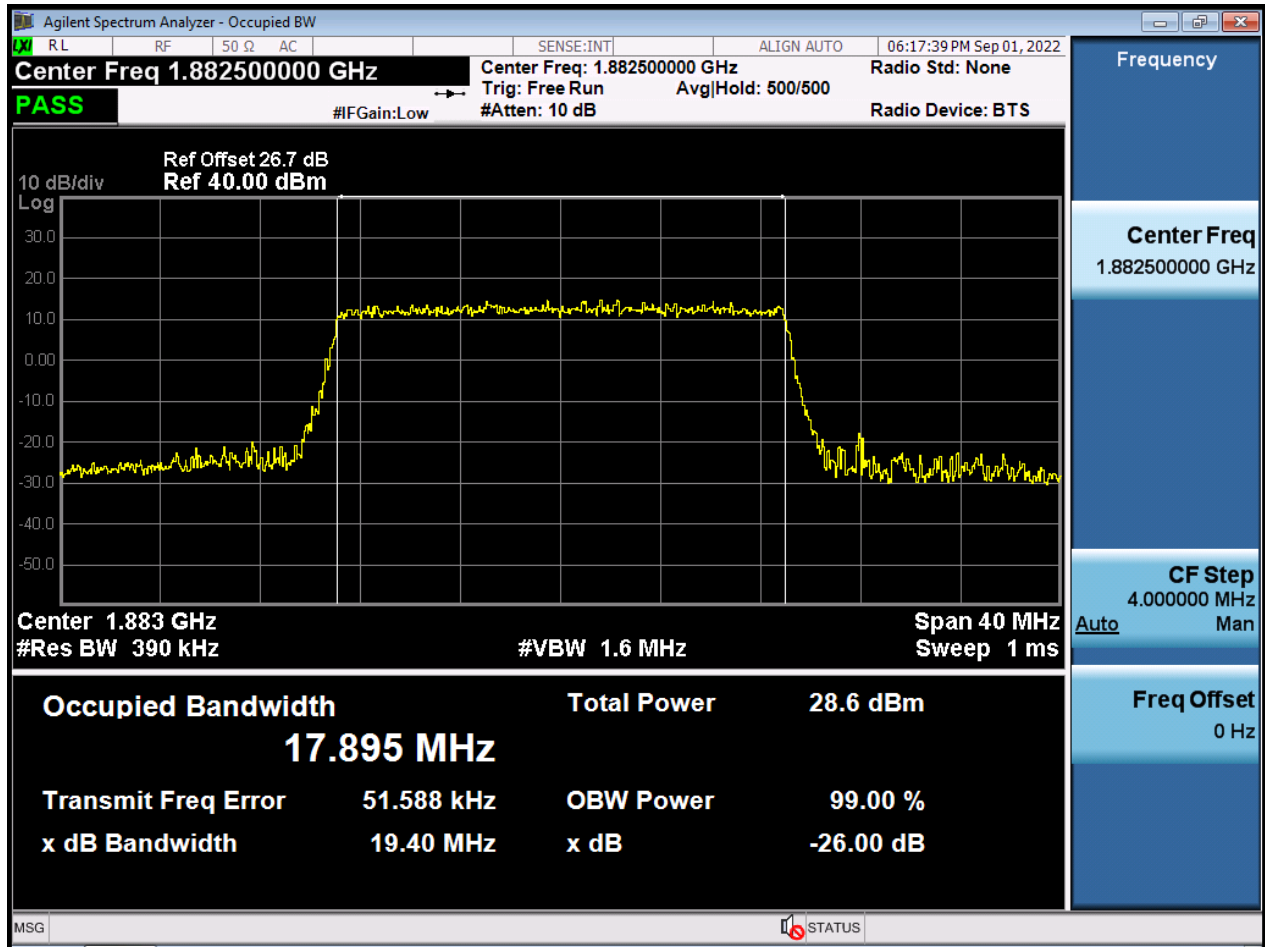 Agilent Spectrum Analyzer - Occupied BW
LXI RL RF 50 Ω AC SENSE:INT ALIGN AUTO 06:17:39 PM Sep 01, 2022
Center Freq 1.882500000 GHz
PASS
#IFGain:Low
Center Freq: 1.882500000 GHz
Trig: Free Run Avg|Hold: 500/500
#Atten: 10 dB
Radio Std: None
Radio Device: BTS
Ref Offset 26.7 dB
10 dB/div Ref 40.00 dBm
Log
30.0
20.0
10.0
0.00
-10.0
-20.0
-30.0
-40.0
-50.0
Center 1.883 GHz Span 40 MHz
#Res BW 390 kHz #VBW 1.6 MHz Sweep 1 ms
Occupied Bandwidth Total Power 28.6 dBm
17.895 MHz
Transmit Freq Error 51.588 kHz OBW Power 99.00 %
x dB Bandwidth 19.40 MHz x dB -26.00 dB
Frequency
Center Freq
1.882500000 GHz
CF Step
4.000000 MHz
Auto Man
Freq Offset
0 Hz
MSG STATUS